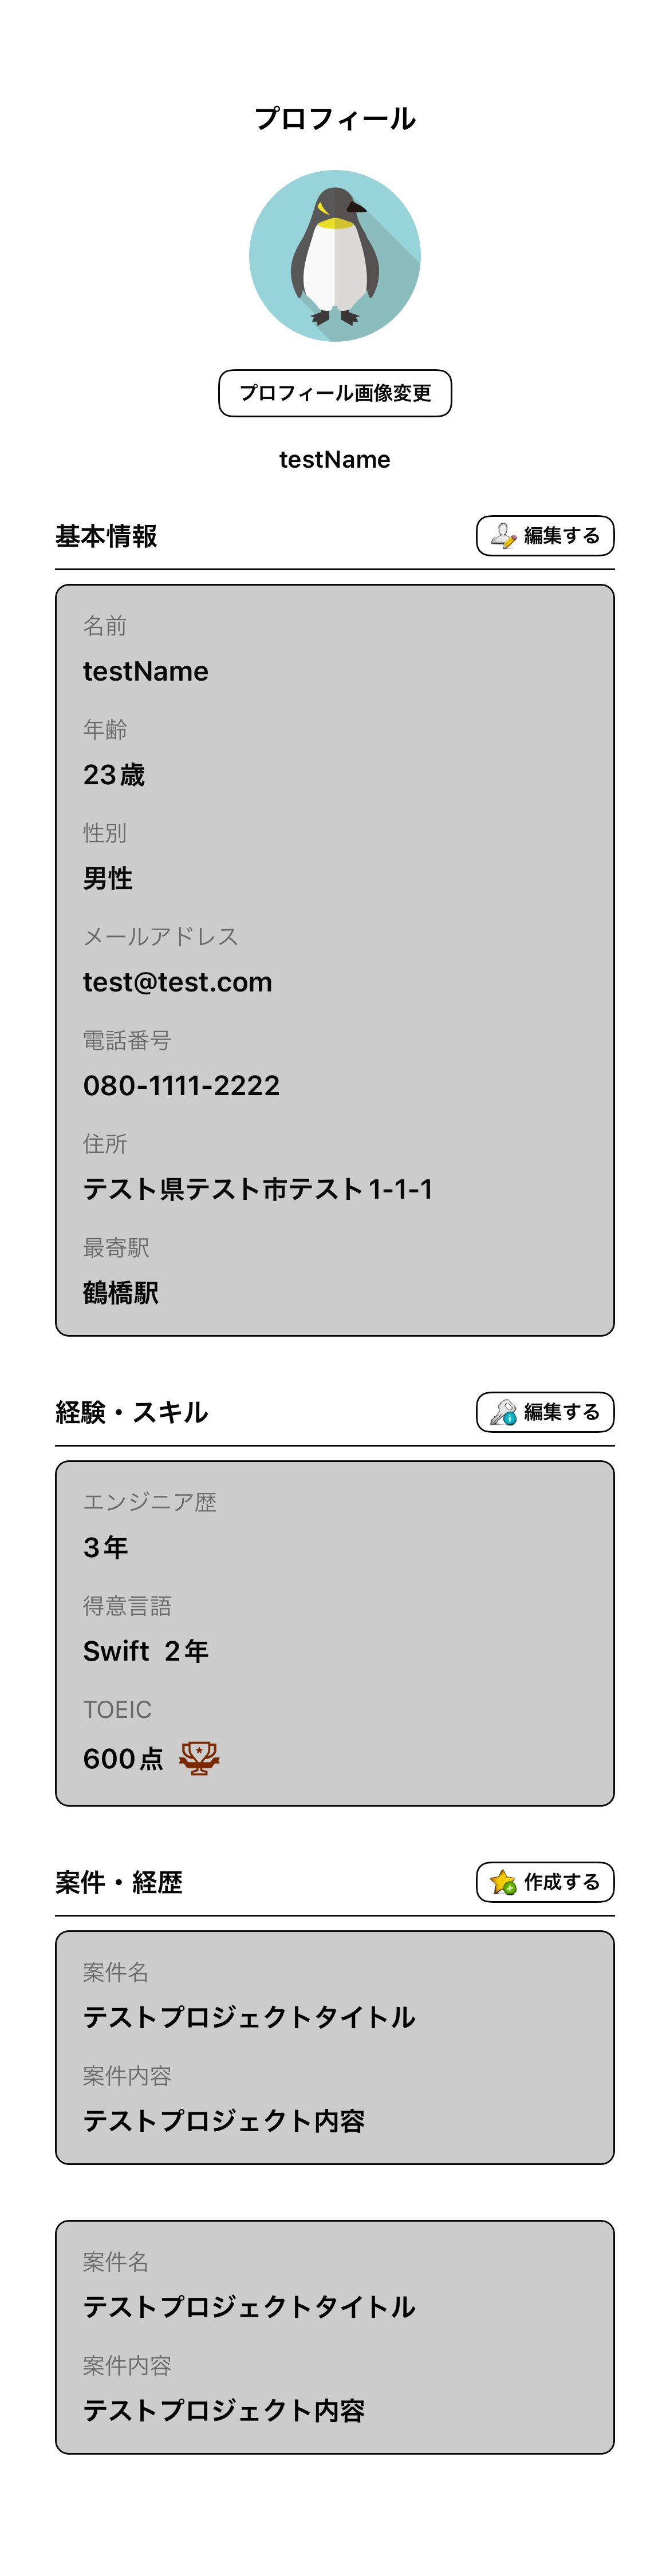 プロフィール
プロフィール画像変更
testName
基本情報
編集する
名前
testName
年齢
23歳
性別
男性
メールアドレス
test@test.com
電話番号
080-1111-2222
住所
テスト県テスト市テスト1-1-1
最寄駅
鶴橋駅
経験・スキル
編集する
エンジニア歴
3年
得意言語
Swift 2年
TOEIC
600点
案件・経歴
作成する
案件名
テストプロジェクトタイトル
案件内容
テストプロジェクト内容
案件名
テストプロジェクトタイトル
案件内容
テストプロジェクト内容